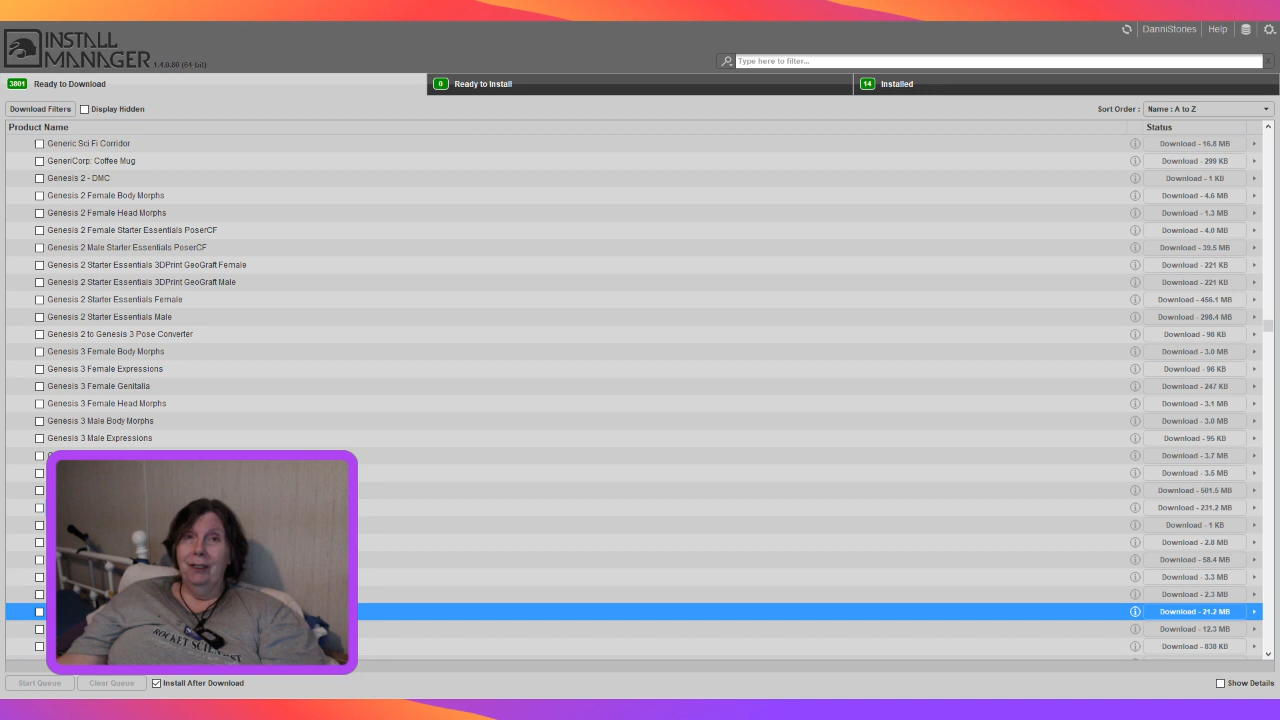 INSTALL
MANAGER 1.4.0.80 (64-bit)
DanniStories Help
Type here to filter... X
3801 Ready to Download
0 Ready to Install
14 Installed
Download Filters Display Hidden Sort Order : Name : A to Z
Product Name Status
Generic Sci Fi Corridor Download - 16.8 MB
GeneriCorp: Coffee Mug Download - 299 KB
Genesis 2 - DMC Download - 1 KB
Genesis 2 Female Body Morphs Download - 4.6 MB
Genesis 2 Female Head Morphs Download - 1.3 MB
Genesis 2 Female Starter Essentials PoserCF Download - 4.0 MB
Genesis 2 Male Starter Essentials PoserCF Download - 39.5 MB
Genesis 2 Starter Essentials 3DPrint GeoGraft Female Download - 221 KB
Genesis 2 Starter Essentials 3DPrint GeoGraft Male Download - 221 KB
Genesis 2 Starter Essentials Female Download - 456.1 MB
Genesis 2 Starter Essentials Male Download - 298.4 MB
Genesis 2 to Genesis 3 Pose Converter Download - 98 KB
Genesis 3 Female Body Morphs Download - 3.0 MB
Genesis 3 Female Expressions Download - 96 KB
Genesis 3 Female Genitalia Download - 247 KB
Genesis 3 Female Head Morphs Download - 3.1 MB
Genesis 3 Male Body Morphs Download - 3.0 MB
Genesis 3 Male Expressions Download - 95 KB
Download - 3.7 MB
Download - 3.5 MB
Download - 501.5 MB
Download - 231.2 MB
Download - 1 KB
Download - 2.8 MB
Download - 58.4 MB
Download - 3.3 MB
Download - 2.3 MB
Download - 21.2 MB
Download - 12.3 MB
Download - 838 KB
ROCKET SCIENTIST
Start Queue Clear Queue Install After Download Show Details